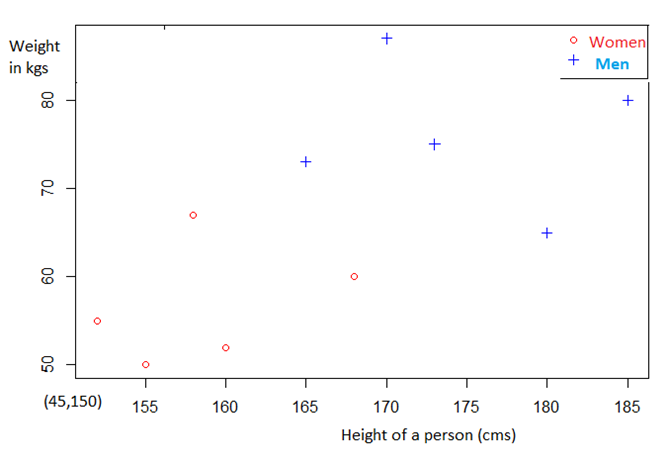 Weight
in kgs
Women
Men
80
70
60
50
(45,150)
155 160 165 170 175 180 185
Height of a person (cms)